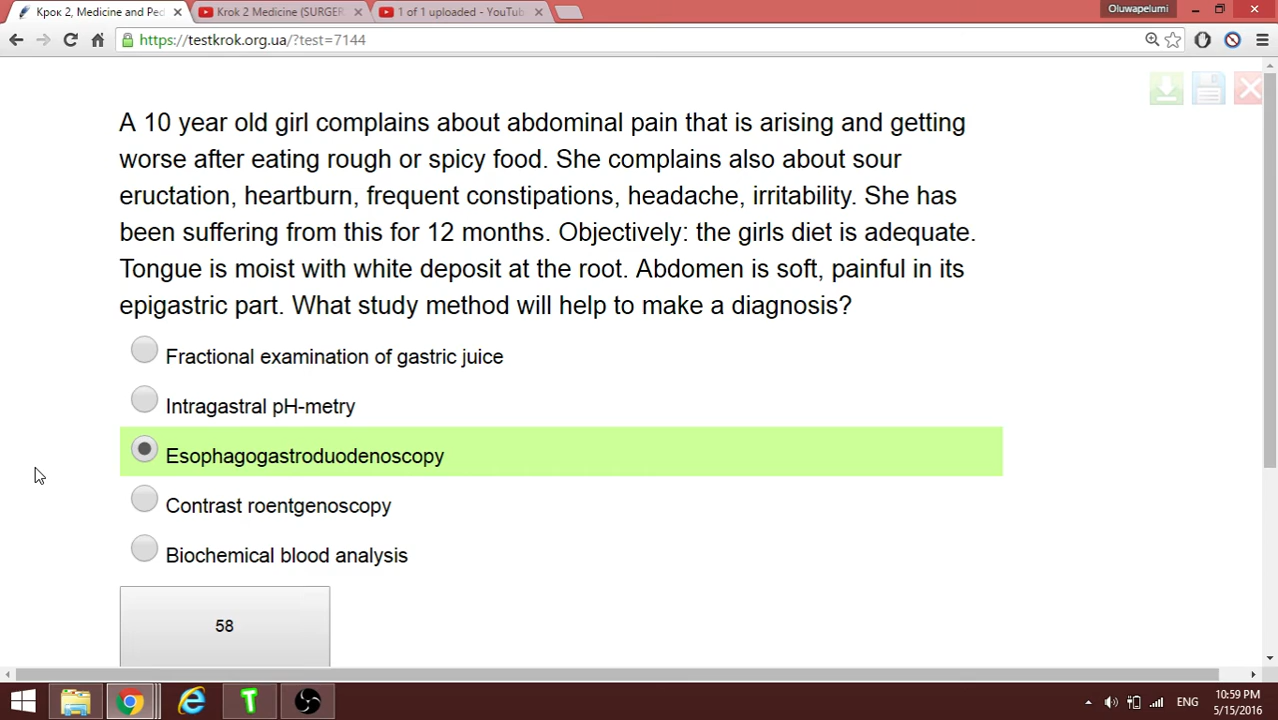 Крок 2, Medicine and Ped
Krok 2 Medicine (SURGER
1 of 1 uploaded - YouTub
Oluwapelumi
https://testkrok.org.ua/?test=7144
A 10 year old girl complains about abdominal pain that is arising and getting
worse after eating rough or spicy food. She complains also about sour
eructation, heartburn, frequent constipations, headache, irritability. She has
been suffering from this for 12 months. Objectively: the girls diet is adequate.
Tongue is moist with white deposit at the root. Abdomen is soft, painful in its
epigastric part. What study method will help to make a diagnosis?
Fractional examination of gastric juice
Intragastral pH-metry
Esophagogastroduodenoscopy
Contrast roentgenoscopy
Biochemical blood analysis
58
ENG
10:59 PM
5/15/2016